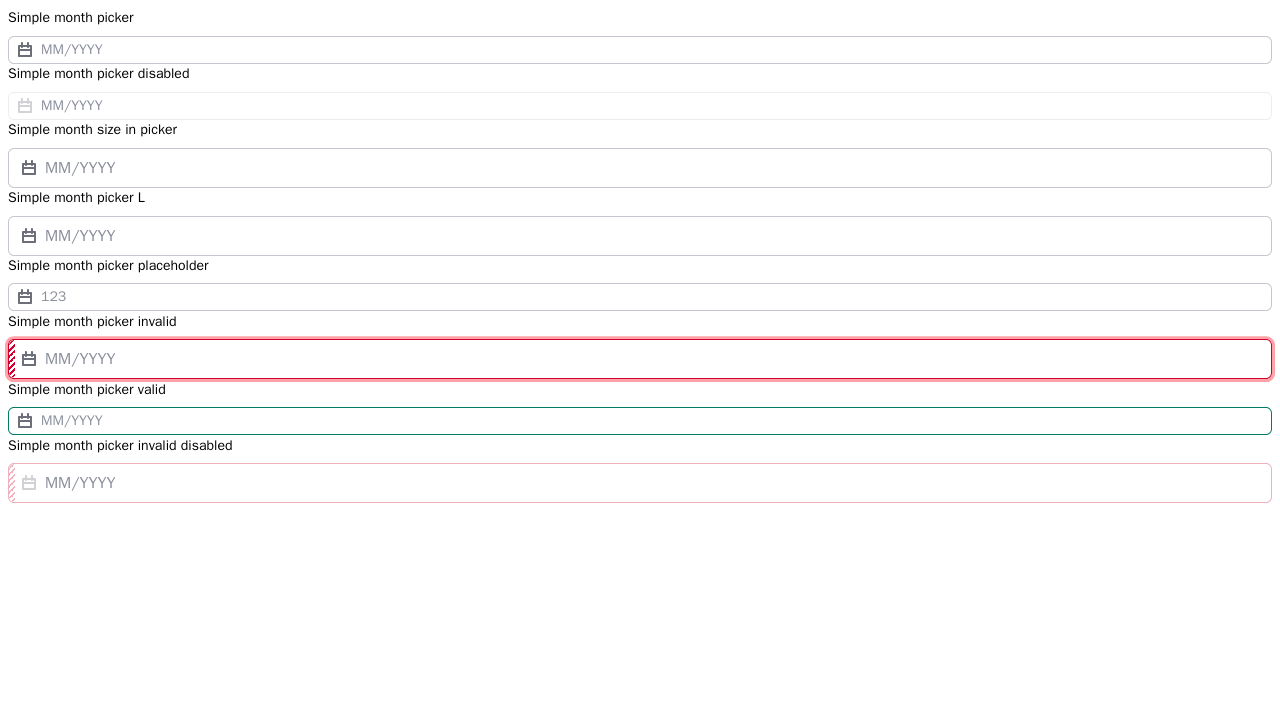 Simple month picker
MM/YYYY
Simple month picker disabled
MM/YYYY
Simple month size in picker
MM/YYYY
Simple month picker L
MM/YYYY
Simple month picker placeholder
123
Simple month picker invalid
MM/YYYY
Simple month picker valid
MM/YYYY
Simple month picker invalid disabled
MM/YYYY